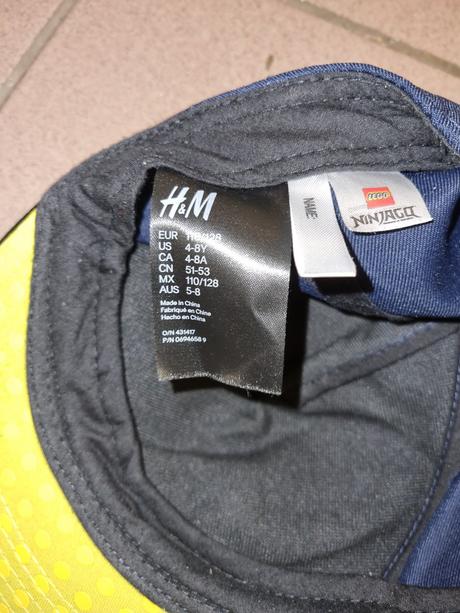 H&M
EUR 110/128
US 4-8Y
CA 4-8A
CN 51-53
MX 110/128
AUS 5-8
Made in China
Fabriqué en Chine
Hecho en China
O/N 431417
P/N 0694658 9
NAME:
LEGO
NINJAGO